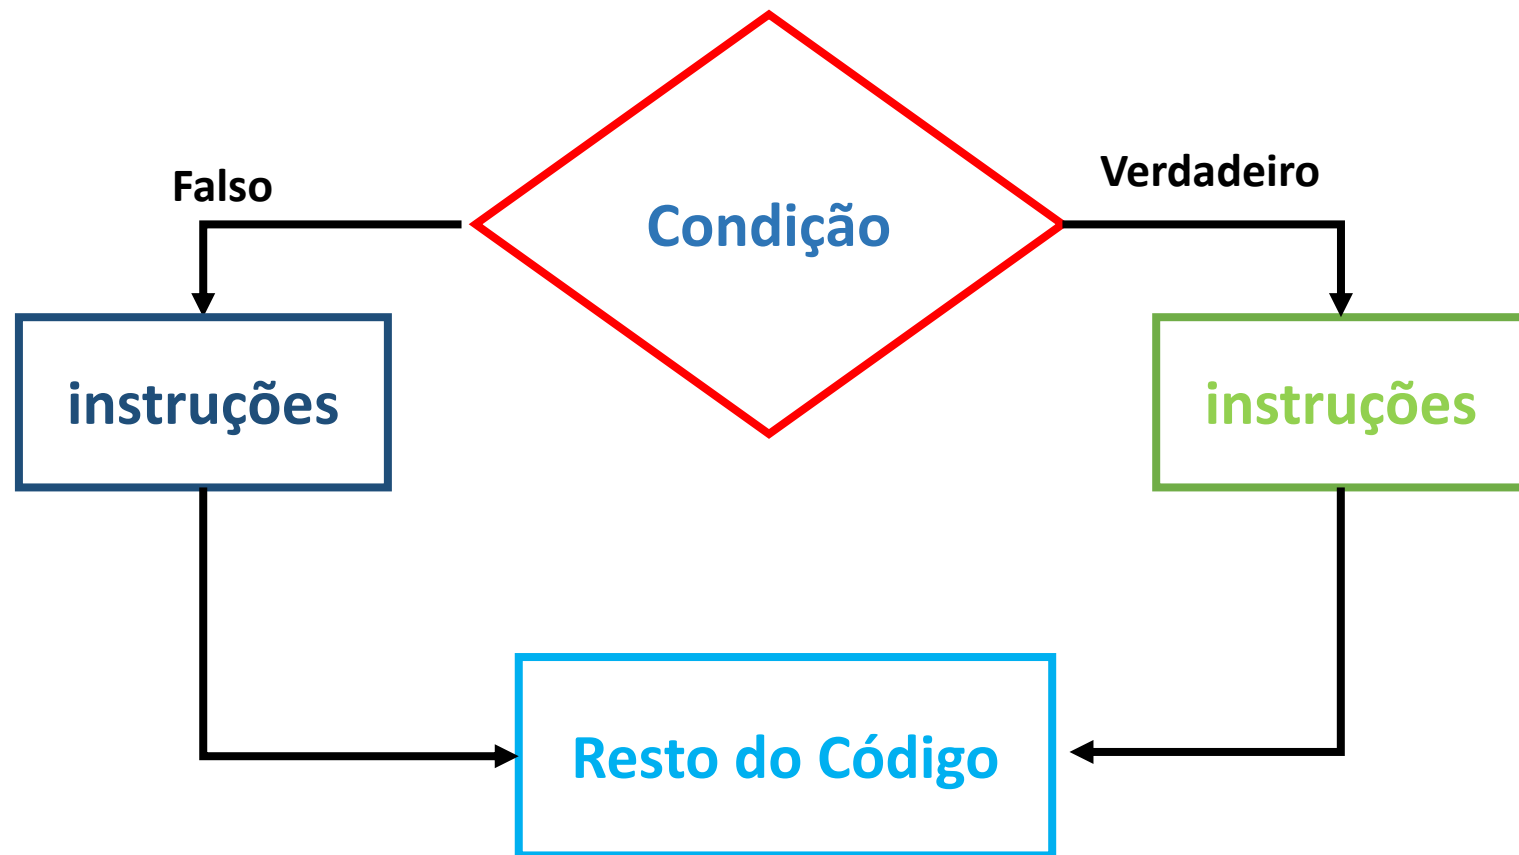 Falso
Verdadeiro
Condição
instruções
instruções
Resto do Código